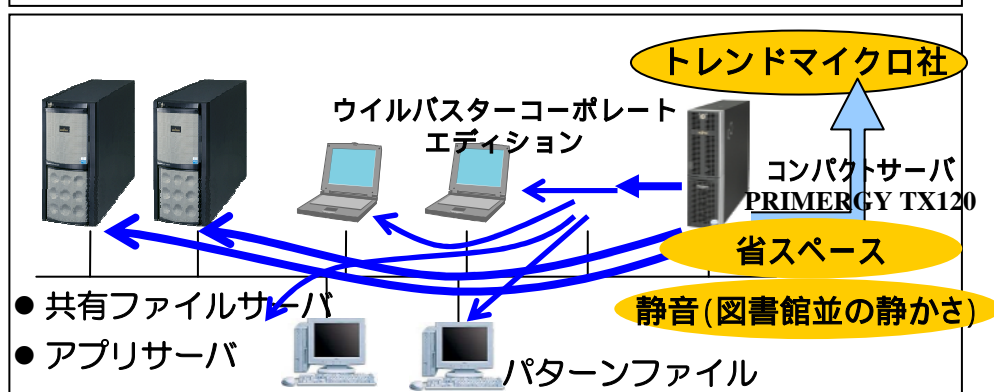 トレンドマイクロ社
ウイルバスターコーポレート
エディション
コンパクトサーバ
PRIMERGY TX120
省スペース
● 共有ファイルサーバ
静音(図書館並の静かさ)
● アプリサーバ
パターンファイル